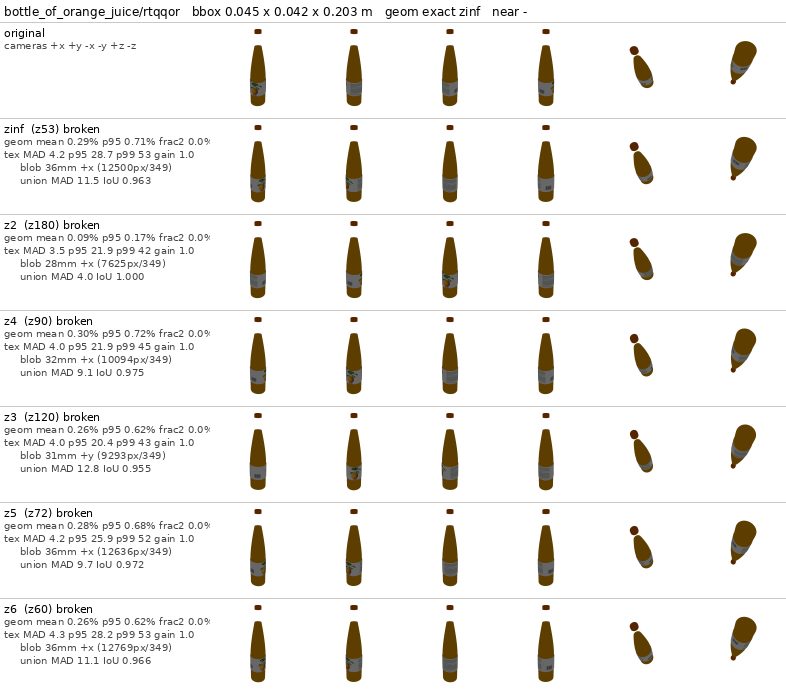 bottle_of_orange_juice/rtqqor   bbox 0.045 x 0.042 x 0.203 m   geom exact zinf   near -
original
cameras +x +y -x -y +z -z
zinf  (z53) broken
geom mean 0.29% p95 0.71% frac2 0.0%
tex MAD 4.2 p95 28.7 p99 53 gain 1.0
blob 36mm +x (12500px/349)
union MAD 11.5 IoU 0.963
z2  (z180) broken
geom mean 0.09% p95 0.17% frac2 0.0%
tex MAD 3.5 p95 21.9 p99 42 gain 1.0
blob 28mm +x (7625px/349)
union MAD 4.0 IoU 1.000
z4  (z90) broken
geom mean 0.30% p95 0.72% frac2 0.0%
tex MAD 4.0 p95 21.9 p99 45 gain 1.0
blob 32mm +x (10094px/349)
union MAD 9.1 IoU 0.975
z3  (z120) broken
geom mean 0.26% p95 0.62% frac2 0.0%
tex MAD 4.0 p95 20.4 p99 43 gain 1.0
blob 31mm +y (9293px/349)
union MAD 12.8 IoU 0.955
z5  (z72) broken
geom mean 0.28% p95 0.68% frac2 0.0%
tex MAD 4.2 p95 25.9 p99 52 gain 1.0
blob 36mm +x (12636px/349)
union MAD 9.7 IoU 0.972
z6  (z60) broken
geom mean 0.26% p95 0.62% frac2 0.0%
tex MAD 4.3 p95 28.2 p99 53 gain 1.0
blob 36mm +x (12769px/349)
union MAD 11.1 IoU 0.966